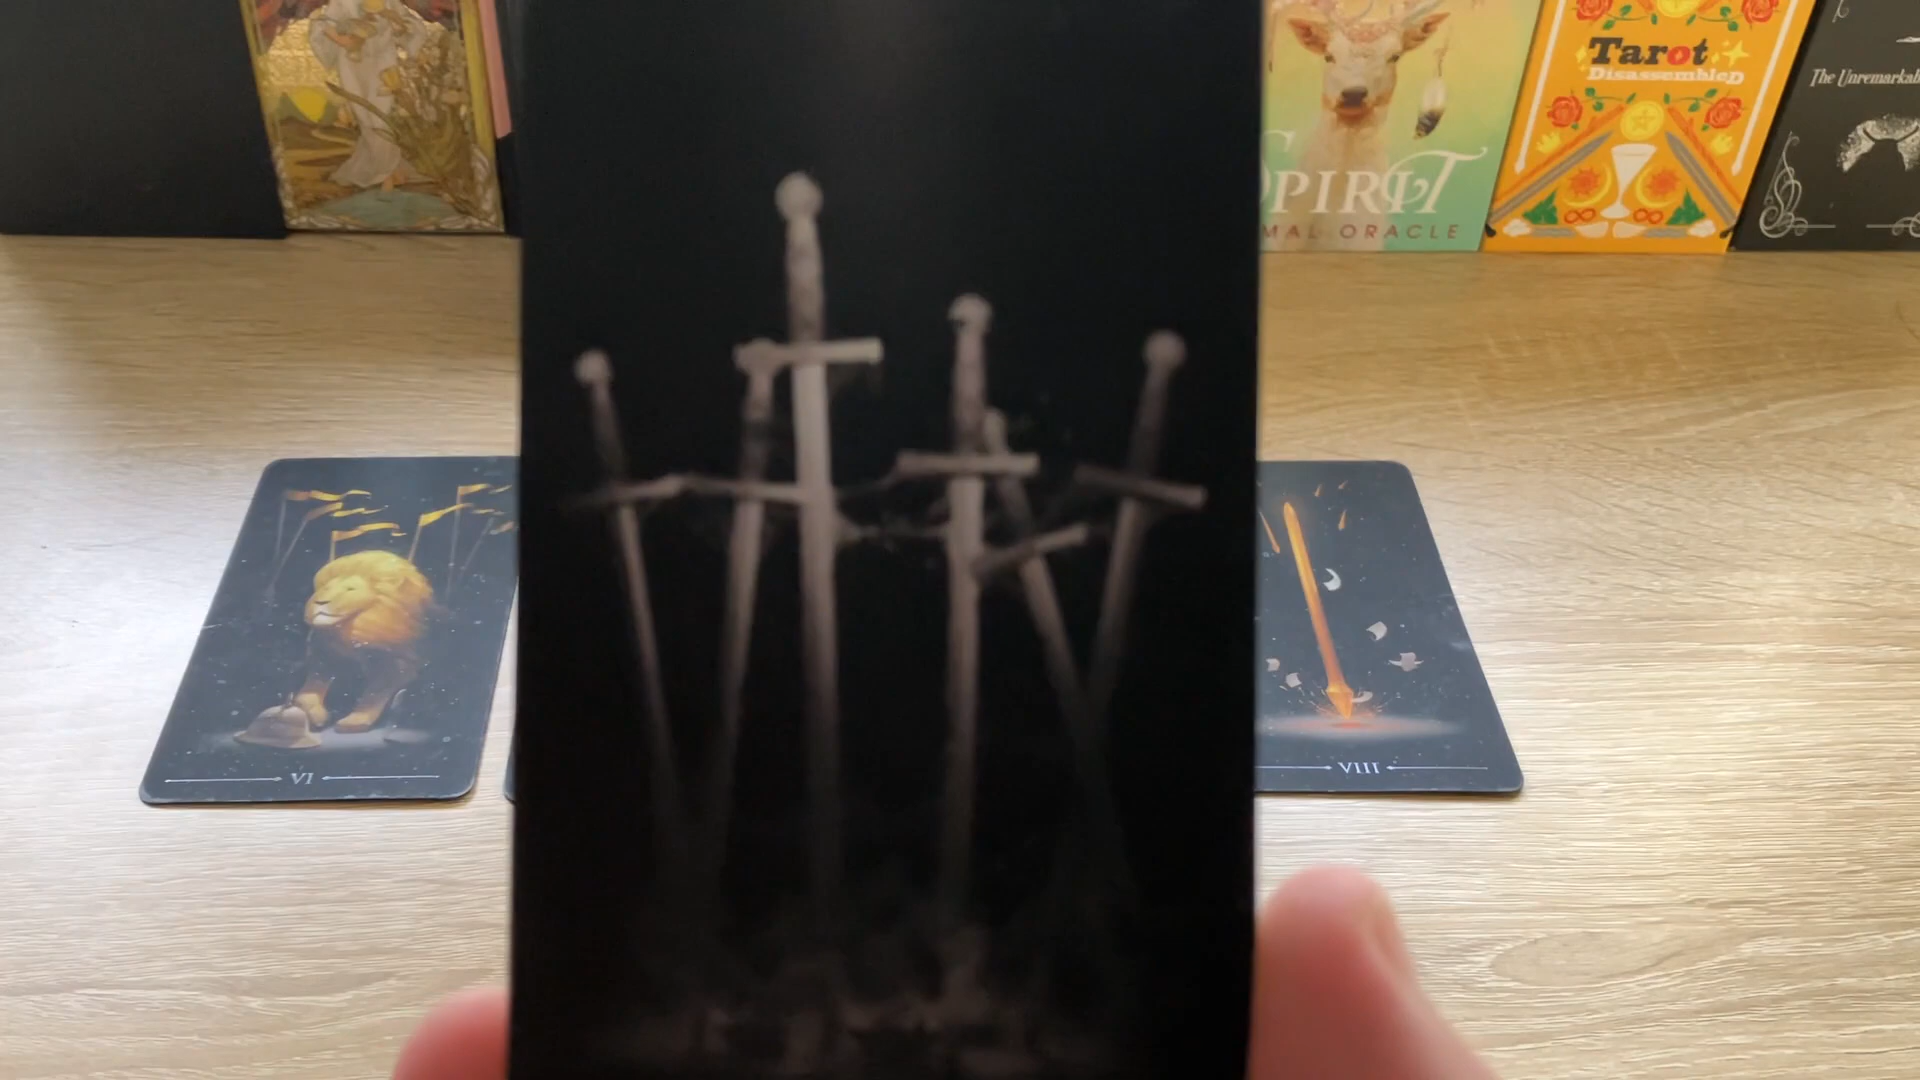 SPIRIT
MAL ORACLE
Tarot
Disassembled
The Unremarkab
VI
VIII